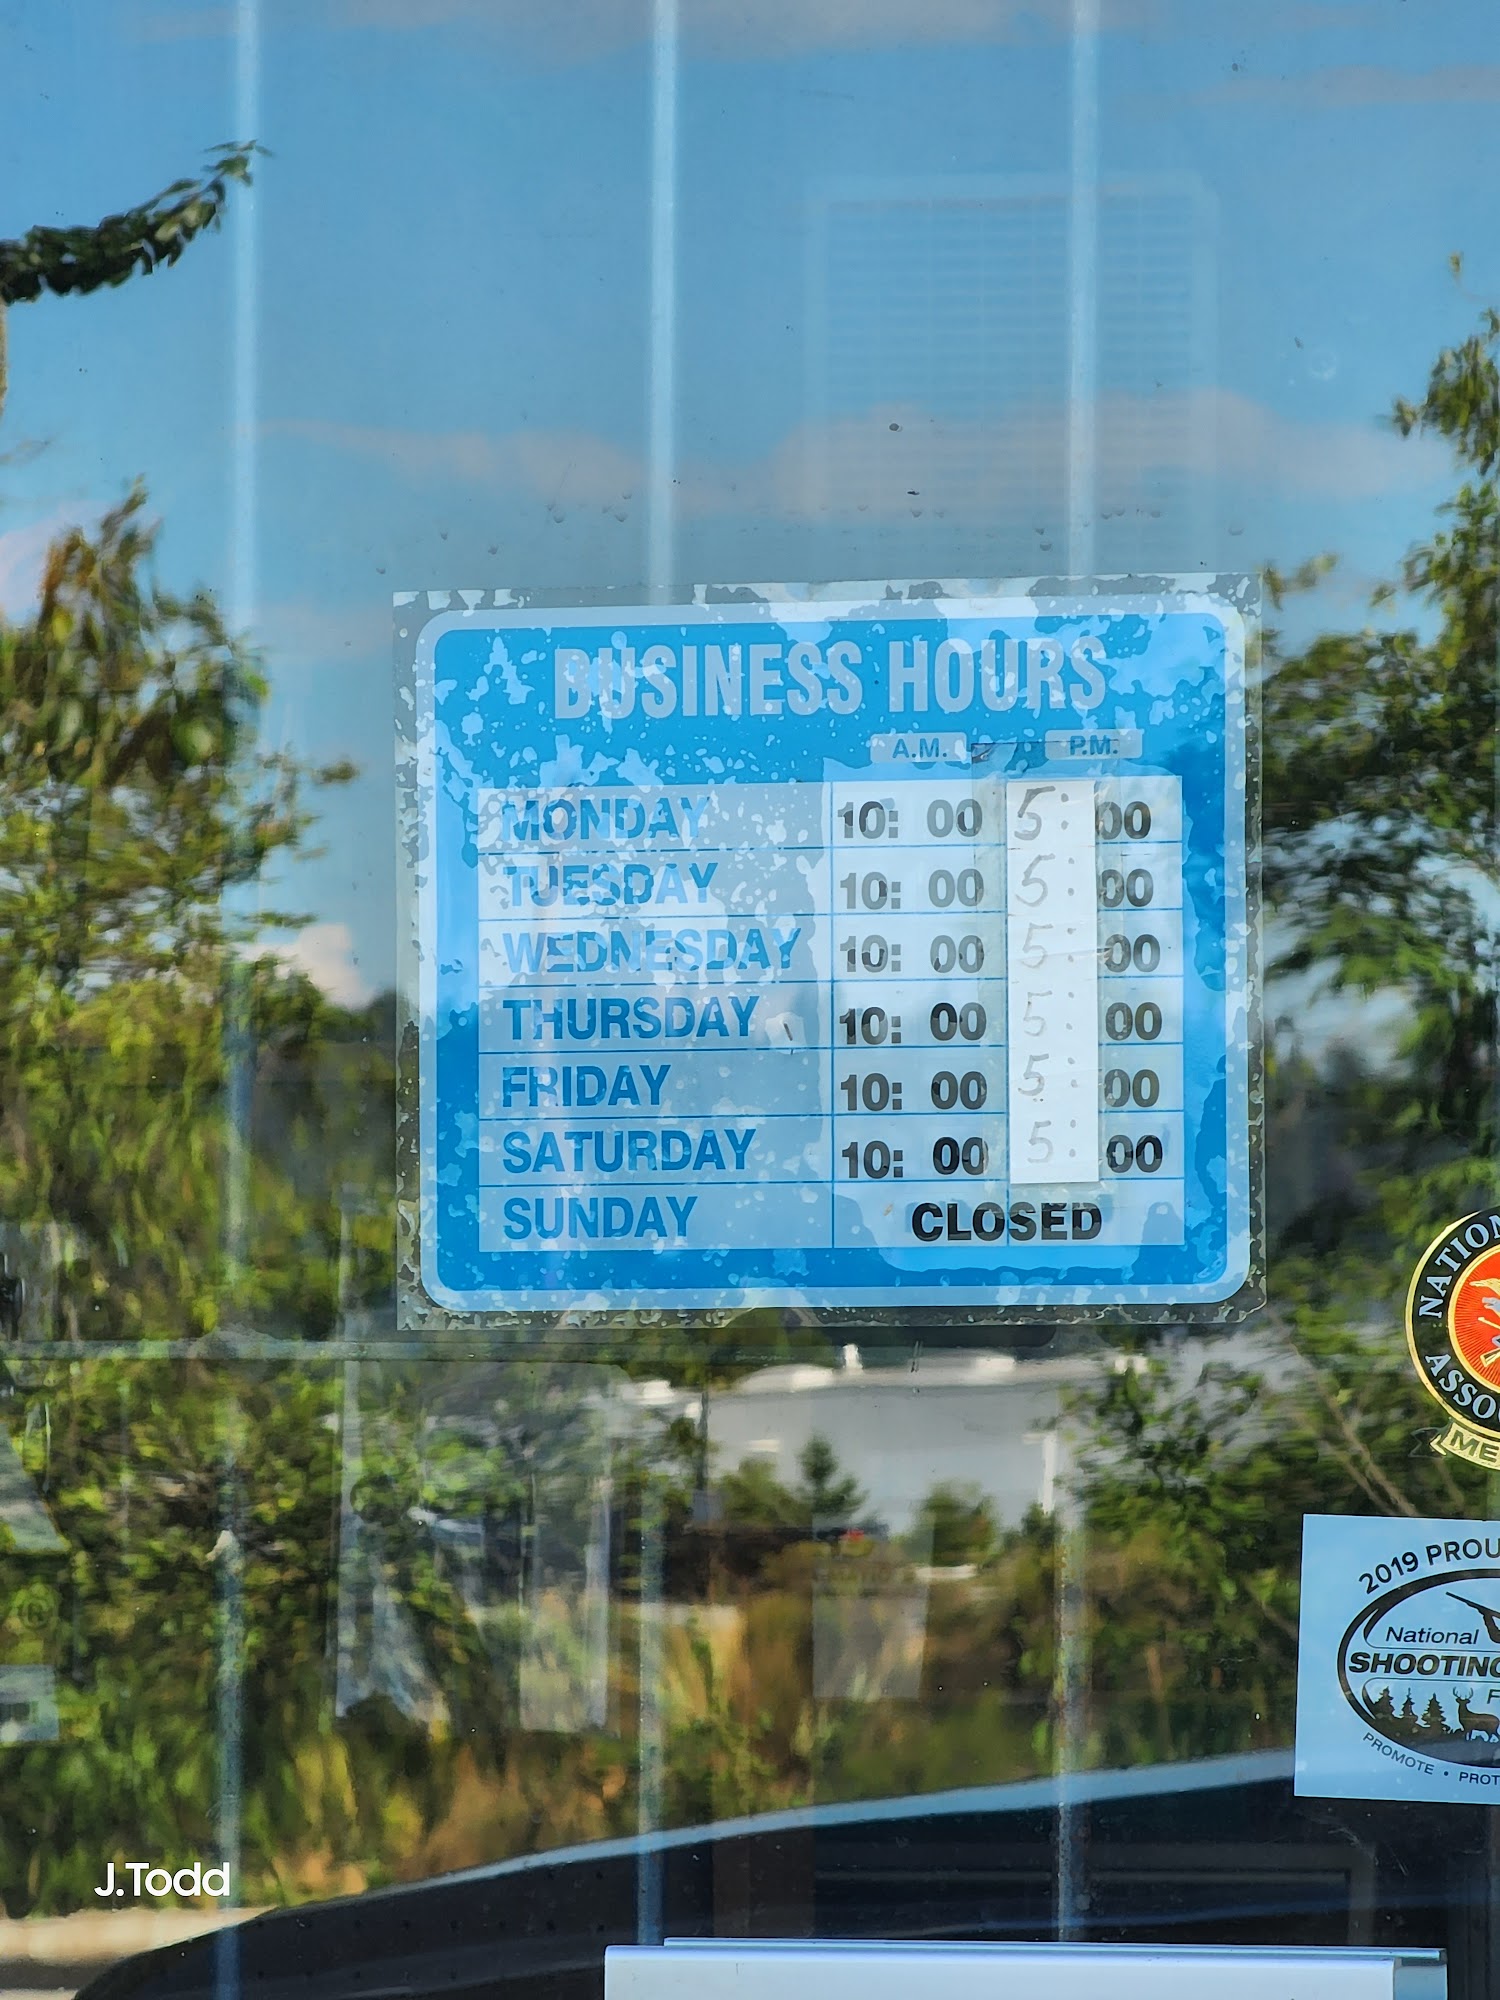 BUSINESS HOURS
A.M. P.M.
MONDAY 10: 00 5: 00
TUESDAY 10: 00 5: 00
WEDNESDAY 10: 00 5: 00
THURSDAY 10: 00 5: 00
FRIDAY 10: 00 5: 00
SATURDAY 10: 00 5: 00
SUNDAY CLOSED
2019
National
SHOOTING
PROMOTE •
J.Todd